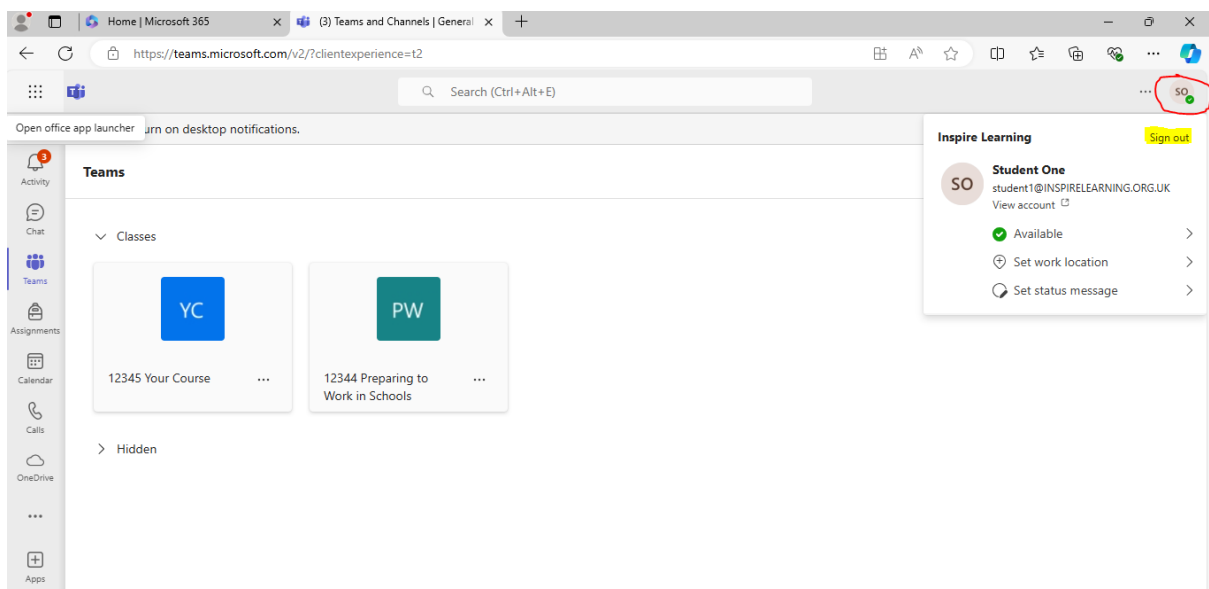 Home | Microsoft 365
(3) Teams and Channels | General
https://teams.microsoft.com/v2/?clientexperience=t2
Search (Ctrl+Alt+E)
SO
Open office app launcher
urn on desktop notifications.
Inspire Learning
Sign out
SO
Student One
student1@INSPIRELEARNING.ORG.UK
View account
Available
Set work location
Set status message
3
Activity
Chat
Teams
Assignments
Calendar
Calls
OneDrive
Apps
Teams
Classes
YC
12345 Your Course
PW
12344 Preparing to
Work in Schools
Hidden